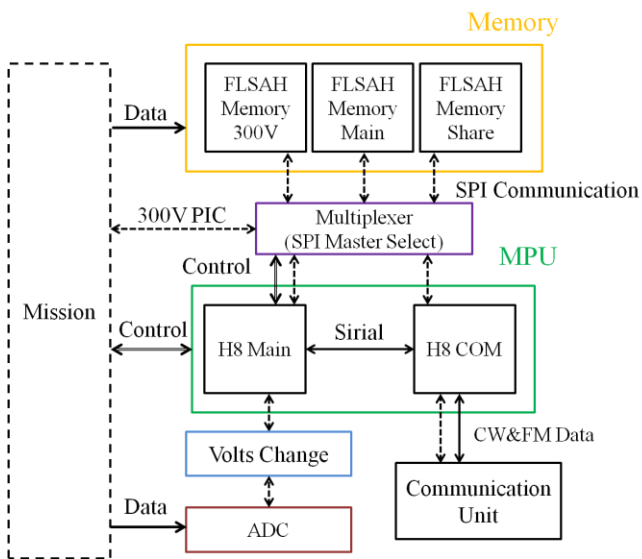 Memory
FLSAH
Memory
300V
FLSAH
Memory
Main
FLSAH
Memory
Share
Data
SPI Communication
300V PIC
Multiplexer
(SPI Master Select)
Control
MPU
Mission
Control
H8 Main
Sirial
H8 COM
CW&FM Data
Volts Change
Communication
Unit
Data
ADC